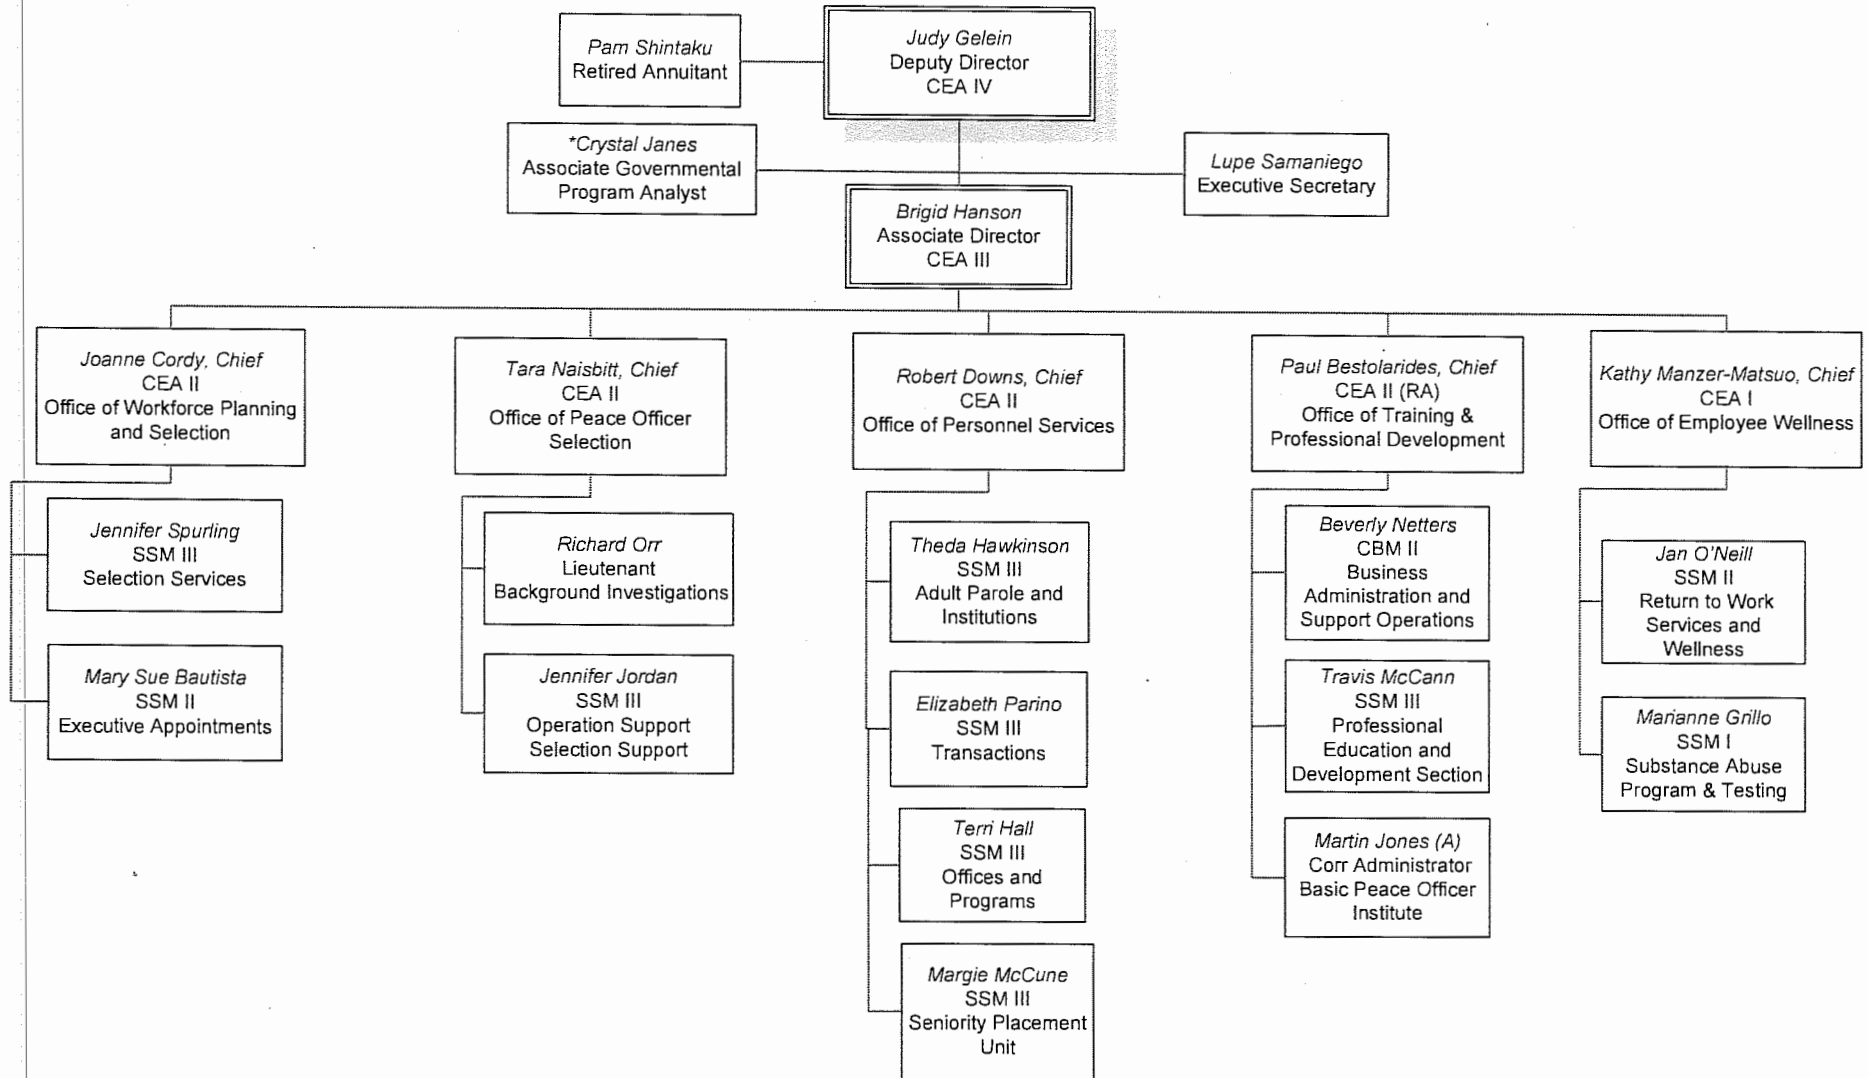 Pam Shintaku
Retired Annuitant
Judy Gelein
Deputy Director
CEA IV
*Crystal Janes
Associate Governmental
Program Analyst
Lupe Samaniego
Executive Secretary
Brigid Hanson
Associate Director
CEA III
Joanne Cordy, Chief
CEA II
Office of Workforce Planning
and Selection
Jennifer Spurling
SSM III
Selection Services
Mary Sue Bautista
SSM II
Executive Appointments
Tara Naisbitt, Chief
CEA II
Office of Peace Officer
Selection
Richard Orr
Lieutenant
Background Investigations
Jennifer Jordan
SSM III
Operation Support
Selection Support
Robert Downs, Chief
CEA II
Office of Personnel Services
Theda Hawkinson
SSM III
Adult Parole and
Institutions
Elizabeth Parino
SSM III
Transactions
Terri Hall
SSM III
Offices and
Programs
Margie McCune
SSM III
Seniority Placement
Unit
Paul Bestolarides, Chief
CEA II (RA)
Office of Training &
Professional Development
Beverly Netters
CBM II
Business
Administration and
Support Operations
Travis McCann
SSM III
Professional
Education and
Development Section
Martin Jones (A)
Corr Administrator
Basic Peace Officer
Institute
Kathy Manzer-Matsuo, Chief
CEA I
Office of Employee Wellness
Jan O'Neill
SSM II
Return to Work
Services and
Wellness
Marianne Grillo
SSM I
Substance Abuse
Program & Testing